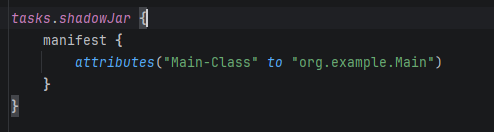 tasks.shadowJar {
manifest {
attributes("Main-Class" to "org.example.Main")
}
}